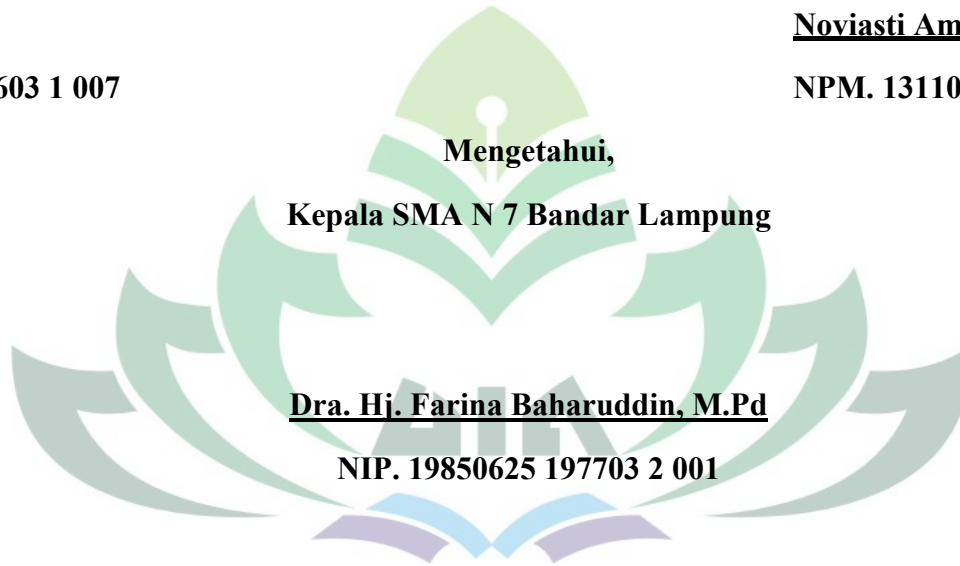 Noviasti Am
603 1 007 NPM. 13110
Mengetahui,
Kepala SMA N 7 Bandar Lampung
Dra. Hj. Farina Baharuddin, M.Pd
NIP. 19850625 197703 2 001